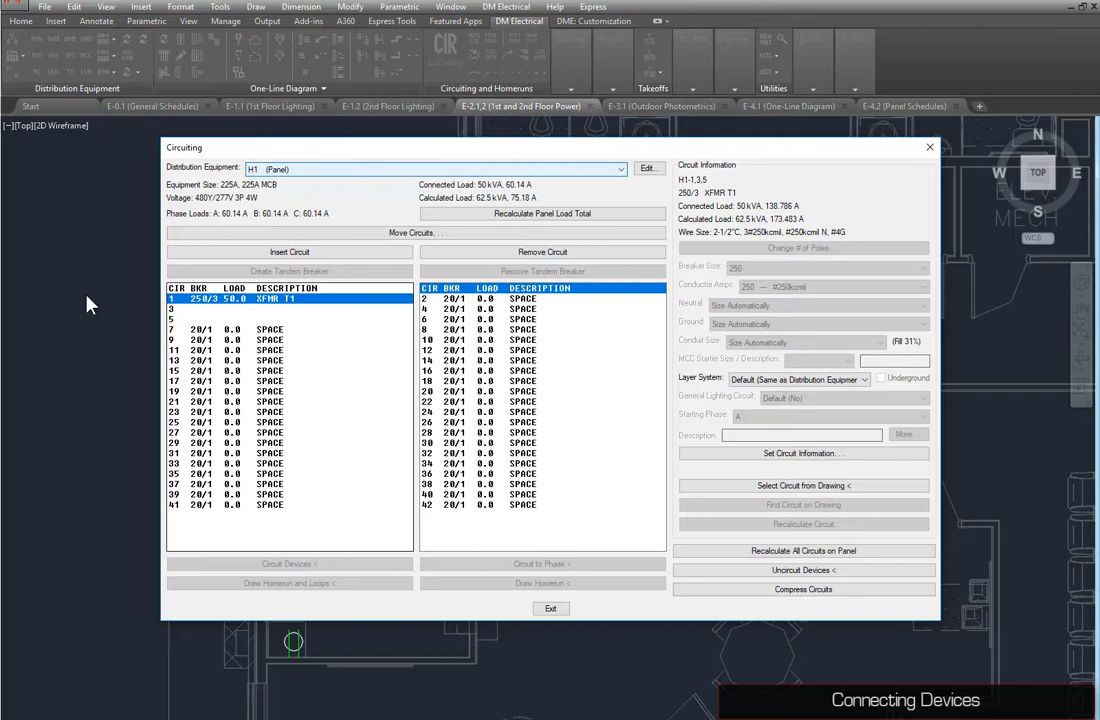 File Edit View Insert Format Tools Draw Dimension Modify Parametric Window DM Electrical Help Express
Home Insert Annotate Parametric View Manage Output Add-ins A360 Express Tools Featured Apps DM Electrical DME: Customization
CIR
Circuiting
Distribution Equipment One-Line Diagram Circuiting and Homeruns Takeoffs Utilities
Start E-0.1 (General Schedules) E-1.1 (1st Floor Lighting) E-1.2 (2nd Floor Lighting) E-2.1,2 (1st and 2nd Floor Power) E-3.1 (Outdoor Photometrics) E-4.1 (One-Line Diagram) E-4.2 (Panel Schedules)
[−][Top][2D Wireframe]
N
W TOP E
S
WCS
ELEV
MECH
Circuiting
Distribution Equipment: H1 (Panel) Edit...
Equipment Size: 225A, 225A MCB
Voltage: 480Y/277V 3P 4W
Phase Loads: A: 60.14 A B: 60.14 A C: 60.14 A
Connected Load: 50 kVA, 60.14 A
Calculated Load: 62.5 kVA, 75.18 A
Recalculate Panel Load Total
Move Circuits. . .
Insert Circuit Remove Circuit
Create Tandem Breaker Remove Tandem Breaker
CIR BKR LOAD DESCRIPTION
1 250/3 50.0 XFMR T1
3
5
7 20/1 0.0 SPACE
9 20/1 0.0 SPACE
11 20/1 0.0 SPACE
13 20/1 0.0 SPACE
15 20/1 0.0 SPACE
17 20/1 0.0 SPACE
19 20/1 0.0 SPACE
21 20/1 0.0 SPACE
23 20/1 0.0 SPACE
25 20/1 0.0 SPACE
27 20/1 0.0 SPACE
29 20/1 0.0 SPACE
31 20/1 0.0 SPACE
33 20/1 0.0 SPACE
35 20/1 0.0 SPACE
37 20/1 0.0 SPACE
39 20/1 0.0 SPACE
41 20/1 0.0 SPACE
CIR BKR LOAD DESCRIPTION
2 20/1 0.0 SPACE
4 20/1 0.0 SPACE
6 20/1 0.0 SPACE
8 20/1 0.0 SPACE
10 20/1 0.0 SPACE
12 20/1 0.0 SPACE
14 20/1 0.0 SPACE
16 20/1 0.0 SPACE
18 20/1 0.0 SPACE
20 20/1 0.0 SPACE
22 20/1 0.0 SPACE
24 20/1 0.0 SPACE
26 20/1 0.0 SPACE
28 20/1 0.0 SPACE
30 20/1 0.0 SPACE
32 20/1 0.0 SPACE
34 20/1 0.0 SPACE
36 20/1 0.0 SPACE
38 20/1 0.0 SPACE
40 20/1 0.0 SPACE
42 20/1 0.0 SPACE
Circuit Devices < Circuit to Phase <
Draw Homerun and Loops < Draw Homerun <
Exit
Circuit Information
H1-1,3,5
250/3 XFMR T1
Connected Load: 50 kVA, 138.786 A
Calculated Load: 62.5 kVA, 173.483 A
Wire Size: 2-1/2"C, 3#250kcmil, #250kcmil N, #4G
Change # of Poles.
Breaker Size: 250
Conductor Amps: 250 — #250kcmil
Neutral: Size Automatically
Ground: Size Automatically
Conduit Size: Size Automatically (Fill 31%)
MCC Starter Size / Description:
Layer System: Default (Same as Distribution Equipmer Underground
General Lighting Circuit: Default (No)
Starting Phase: A
Description: More. .
Set Circuit Information. . .
Select Circuit from Drawing <
Find Circuit on Drawing
Recalculate Circuit
Recalculate All Circuits on Panel
Uncircuit Devices <
Compress Circuits
Connecting Devices